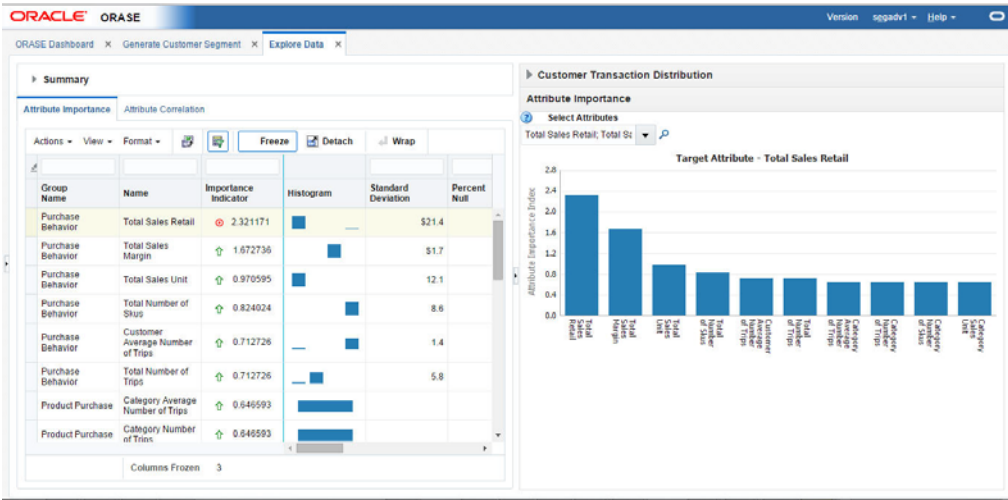 ORACLE ORASE
Version segadv1 Help
ORASE Dashboard × Generate Customer Segment × Explore Data ×
Summary
Attribute Importance Attribute Correlation
Actions View Format Freeze Detach Wrap
Group Name Name Importance Indicator Histogram Standard Deviation Percent Null
Purchase Behavior Total Sales Retail 2.321171 $21.4
Purchase Behavior Total Sales Margin 1.672736 $1.7
Purchase Behavior Total Sales Unit 0.970595 12.1
Purchase Behavior Total Number of Skus 0.824024 8.6
Purchase Behavior Customer Average Number of Trips 0.712726 1.4
Purchase Behavior Total Number of Trips 0.712726 5.8
Product Purchase Category Average Number of Trips 0.646593
Product Purchase Category Number of Trips 0.646593
Columns Frozen 3
Customer Transaction Distribution
Attribute Importance
Select Attributes
Total Sales Retail; Total Sa
Target Attribute - Total Sales Retail
Attribute Importance Index
2.8
2.4
2.0
1.6
1.2
0.8
0.4
0.0
Total Sales Retail
Total Sales Margin
Total Sales Unit
Total Number of Skus
Customer Average Number of Trips
Total Number of Trips
Category Average Number of Trips
Category Number of Trips
Category Number of Skus
Category Sales Unit